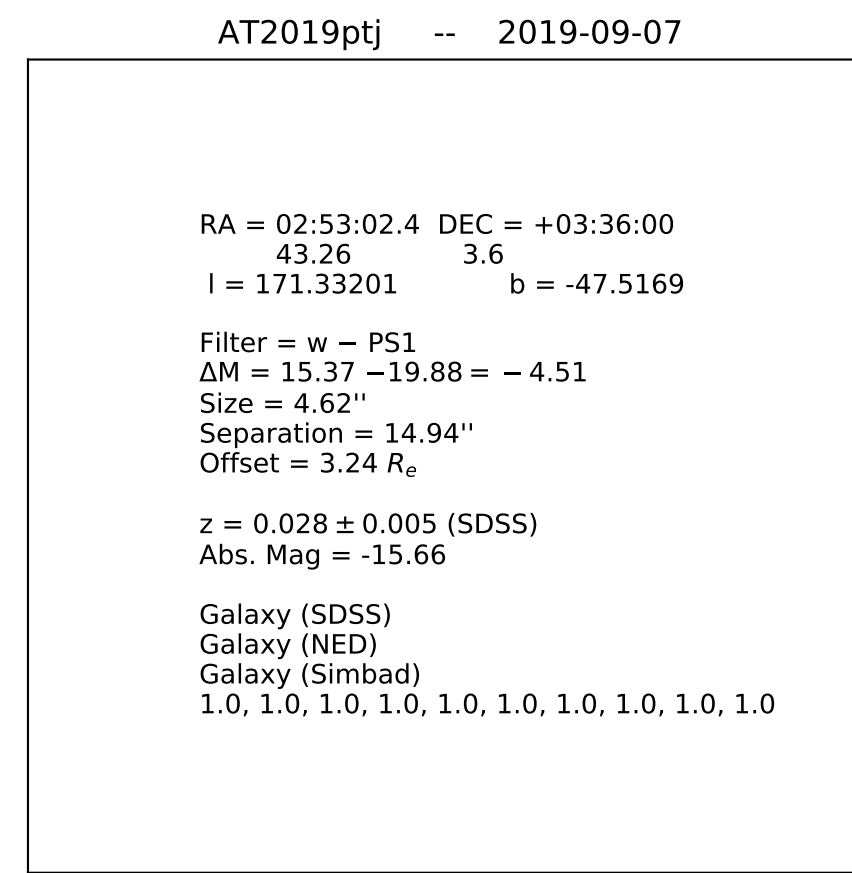 AT2019ptj -- 2019-09-07
RA = 02:53:02.4 DEC = +03:36:00
43.26 3.6
l = 171.33201 b = -47.5169
Filter = w − PS1
ΔM = 15.37 −19.88 = − 4.51
Size = 4.62''
Separation = 14.94''
Offset = 3.24 Rₑ
z = 0.028 ± 0.005 (SDSS)
Abs. Mag = -15.66
Galaxy (SDSS)
Galaxy (NED)
Galaxy (Simbad)
1.0, 1.0, 1.0, 1.0, 1.0, 1.0, 1.0, 1.0, 1.0, 1.0